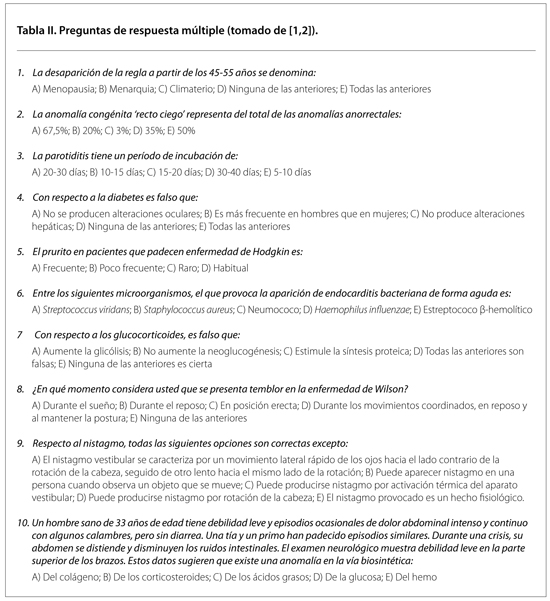 Tabla II. Preguntas de respuesta múltiple (tomado de [1,2]).
1. La desaparición de la regla a partir de los 45-55 años se denomina:
A) Menopausia; B) Menarquia; C) Climaterio; D) Ninguna de las anteriores; E) Todas las anteriores
2. La anomalía congénita ‘recto ciego’ representa del total de las anomalías anorrectales:
A) 67,5%; B) 20%; C) 3%; D) 35%; E) 50%
3. La parotiditis tiene un período de incubación de:
A) 20-30 días; B) 10-15 días; C) 15-20 días; D) 30-40 días; E) 5-10 días
4. Con respecto a la diabetes es falso que:
A) No se producen alteraciones oculares; B) Es más frecuente en hombres que en mujeres; C) No produce alteraciones
hepáticas; D) Ninguna de las anteriores; E) Todas las anteriores
5. El prurito en pacientes que padecen enfermedad de Hodgkin es:
A) Frecuente; B) Poco frecuente; C) Raro; D) Habitual
6. Entre los siguientes microorganismos, el que provoca la aparición de endocarditis bacteriana de forma aguda es:
A) Streptococcus viridans; B) Staphylococcus aureus; C) Neumococo; D) Haemophilus influenzae; E) Estreptococo β-hemolítico
7 Con respecto a los glucorticoides, es falso que:
A) Aumente la glicólisis; B) No aumente la neoglucogénesis; C) Estimule la síntesis proteica; D) Todas las anteriores son
falsas; E) Ninguna de las anteriores es cierta
8. ¿En qué momento considera usted que se presenta temblor en la enfermedad de Wilson?
A) Durante el sueño; B) Durante el reposo; C) En posición erecta; D) Durante los movimientos coordinados, en reposo y
al mantener la postura; E) Ninguna de las anteriores
9. Respecto al nistagmo, todas las siguientes opciones son correctas excepto:
A) El nistagmo vestibular se caracteriza por un movimiento lateral rápido de los ojos hacia el lado contrario de la
rotación de la cabeza, seguido de otro lento hacia el mismo lado de la rotación; B) Puede aparecer nistagmo en una
persona cuando observa un objeto que se mueve; C) Puede producirse nistagmo por activación térmica del aparato
vestibular; D) Puede producirse nistagmo por rotación de la cabeza; E) El nistagmo provocado es un hecho fisiológico.
10. Un hombre sano de 33 años de edad tiene debilidad leve y episodios ocasionales de dolor abdominal intenso y continuo
con algunos calambres, pero sin diarrea. Una tía y un primo han padecido episodios similares. Durante una crisis, su
abdomen se distiende y disminuyen los ruidos intestinales. El examen neurológico muestra debilidad leve en la parte
superior de los brazos. Estos datos sugieren que existe una anomalía en la vía biosintética:
A) Del colágeno; B) De los corticosteroides; C) De los ácidos grasos; D) De la glucosa; E) Del hemo